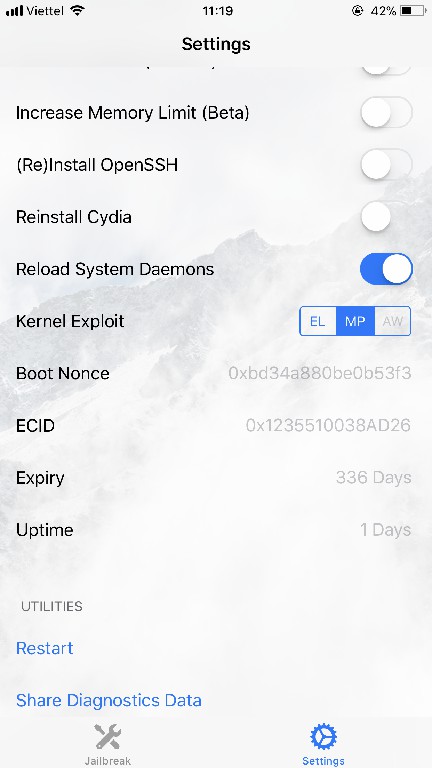 Viettel
11:19
42%
Settings
Increase Memory Limit (Beta)
(Re)Install OpenSSH
Reinstall Cydia
Reload System Daemons
Kernel Exploit EL MP AW
Boot Nonce 0xbd34a880be0b53f3
ECID 0x1235510038AD26
Expiry 336 Days
Uptime 1 Days
UTILITIES
Restart
Share Diagnostics Data
Jailbreak
Settings